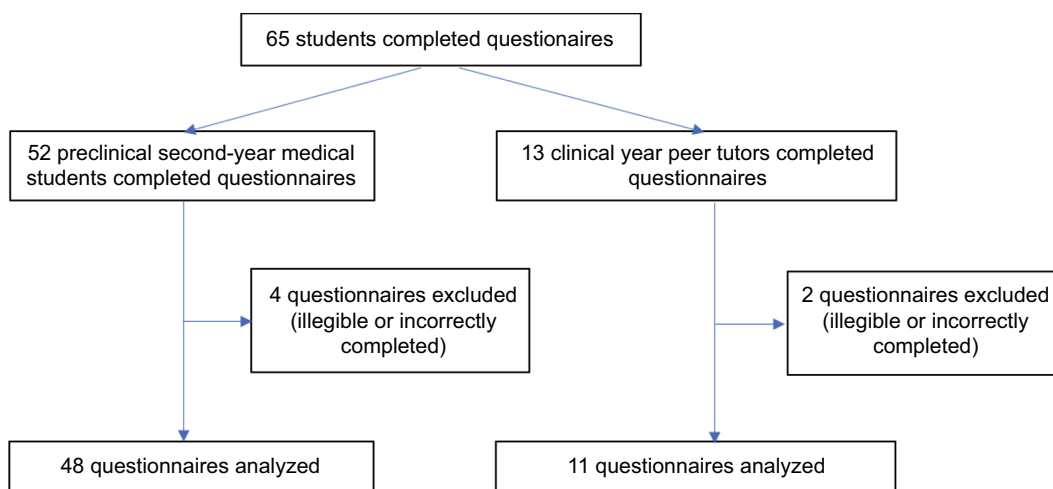 65 students completed questionaires
52 preclinical second-year medical
students completed questionnaires
13 clinical year peer tutors completed
questionnaires
4 questionnaires excluded
(illegible or incorrectly
completed)
2 questionnaires excluded
(illegible or incorrectly
completed)
48 questionnaires analyzed
11 questionnaires analyzed